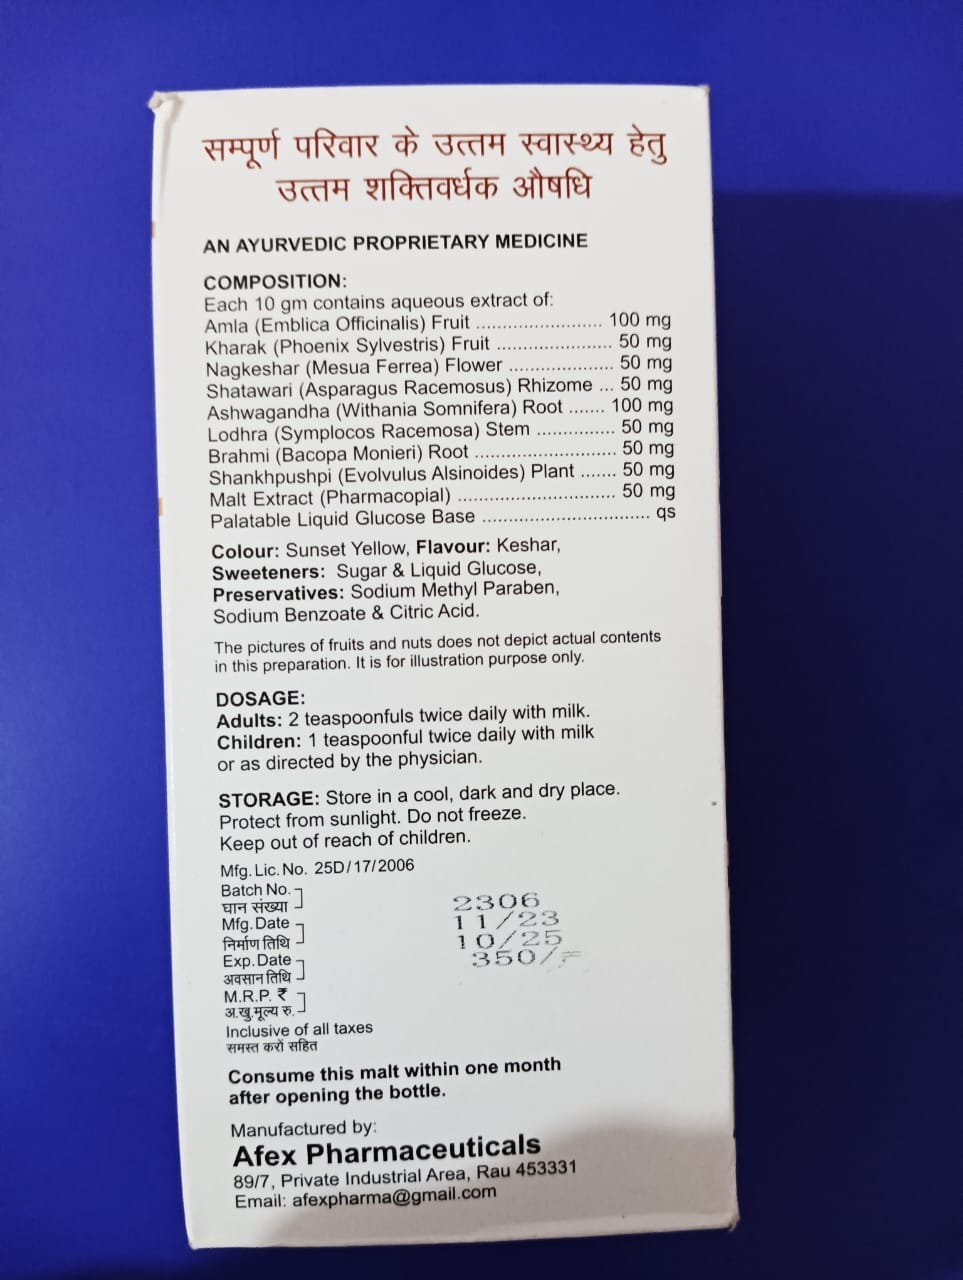 सम्पूर्ण परिवार के उत्तम स्वास्थ्य हेतु
उत्तम शक्तिवर्धक औषधि
AN AYURVEDIC PROPRIETARY MEDICINE
COMPOSITION:
Each 10 gm contains aqueous extract of:
Amla (Emblica Officinalis) Fruit ........................ 100 mg
Kharak (Phoenix Sylvestris) Fruit ...................... 50 mg
Nagkeshar (Mesua Ferrea) Flower .................... 50 mg
Shatawari (Asparagus Racemosus) Rhizome ... 50 mg
Ashwagandha (Withania Somnifera) Root ....... 100 mg
Lodhra (Symplocos Racemosa) Stem ............... 50 mg
Brahmi (Bacopa Monieri) Root ........................... 50 mg
Shankhpushpi (Evolvulus Alsinoides) Plant ....... 50 mg
Malt Extract (Pharmacopial) .............................. 50 mg
Palatable Liquid Glucose Base ................................ qs
Colour: Sunset Yellow, Flavour: Keshar,
Sweeteners: Sugar & Liquid Glucose,
Preservatives: Sodium Methyl Paraben,
Sodium Benzoate & Citric Acid.
The pictures of fruits and nuts does not depict actual contents
in this preparation. It is for illustration purpose only.
DOSAGE:
Adults: 2 teaspoonfuls twice daily with milk.
Children: 1 teaspoonful twice daily with milk
or as directed by the physician.
STORAGE: Store in a cool, dark and dry place.
Protect from sunlight. Do not freeze.
Keep out of reach of children.
Mfg. Lic. No. 25D/17/2006
Batch No.
घान संख्या
2306
Mfg. Date
निर्माण तिथि
11/23
Exp. Date
अवसान तिथि
10/25
M.R.P. ₹
अ.खु.मूल्य रु.
350/=
Inclusive of all taxes
समस्त करों सहित
Consume this malt within one month
after opening the bottle.
Manufactured by:
Afex Pharmaceuticals
89/7, Private Industrial Area, Rau 453331
Email: afexpharma@gmail.com